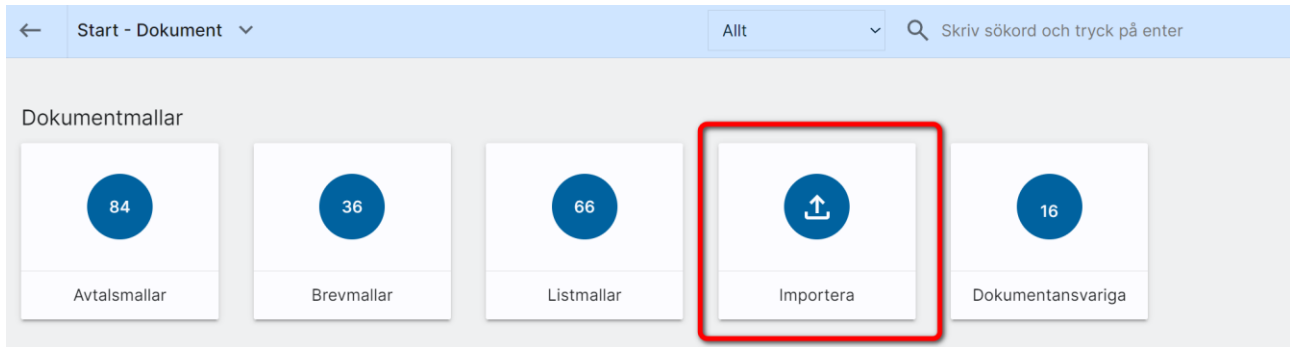 Start - Dokument
Allt
Skriv sökord och tryck på enter
Dokumentmallar
84
36
66
16
Avtalsmallar
Brevmallar
Listmallar
Importera
Dokumentansvariga